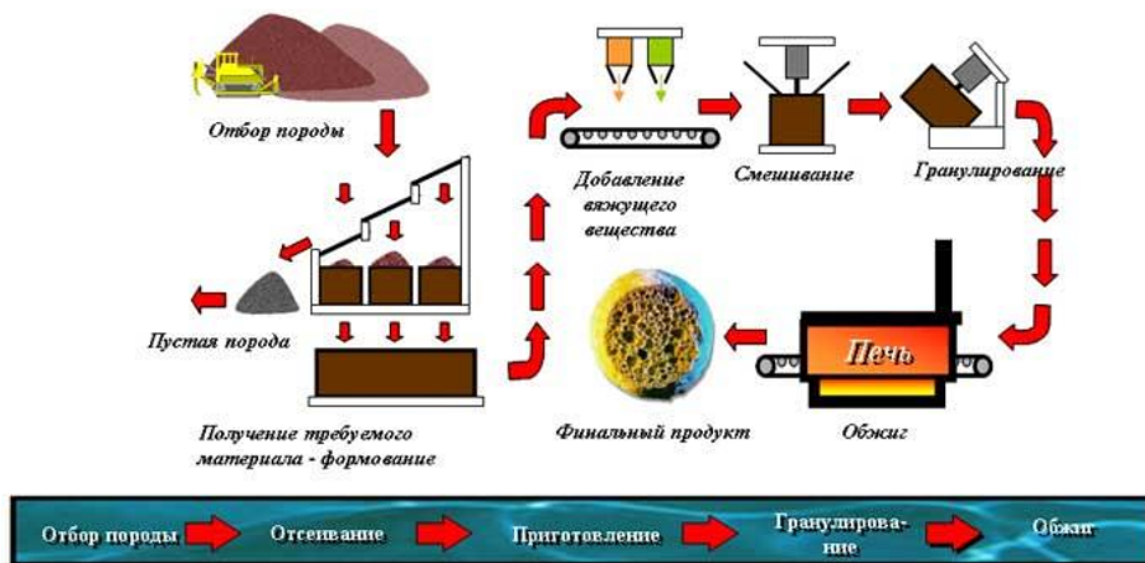 Отбор породы
Добавление
вяжущего
вещества
Смешивание
Гранулирование
Пустая порода
Печь
Получение требуемого
материала - формование
Финальный продукт
Обжиг
Отбор породы
Отсеивание
Приготовление
Гранулирова-
ние
Обжиг